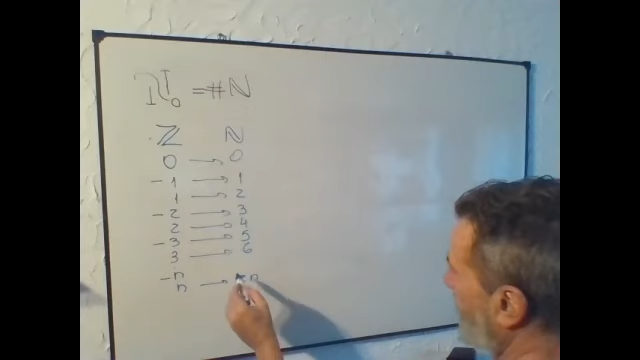 ℵ₀ = #ℕ
ℤ ℕ
0 → 0
-1 → 1
1 → 2
-2 → 3
2 → 4
-3 → 5
3 → 6
-n
n → n